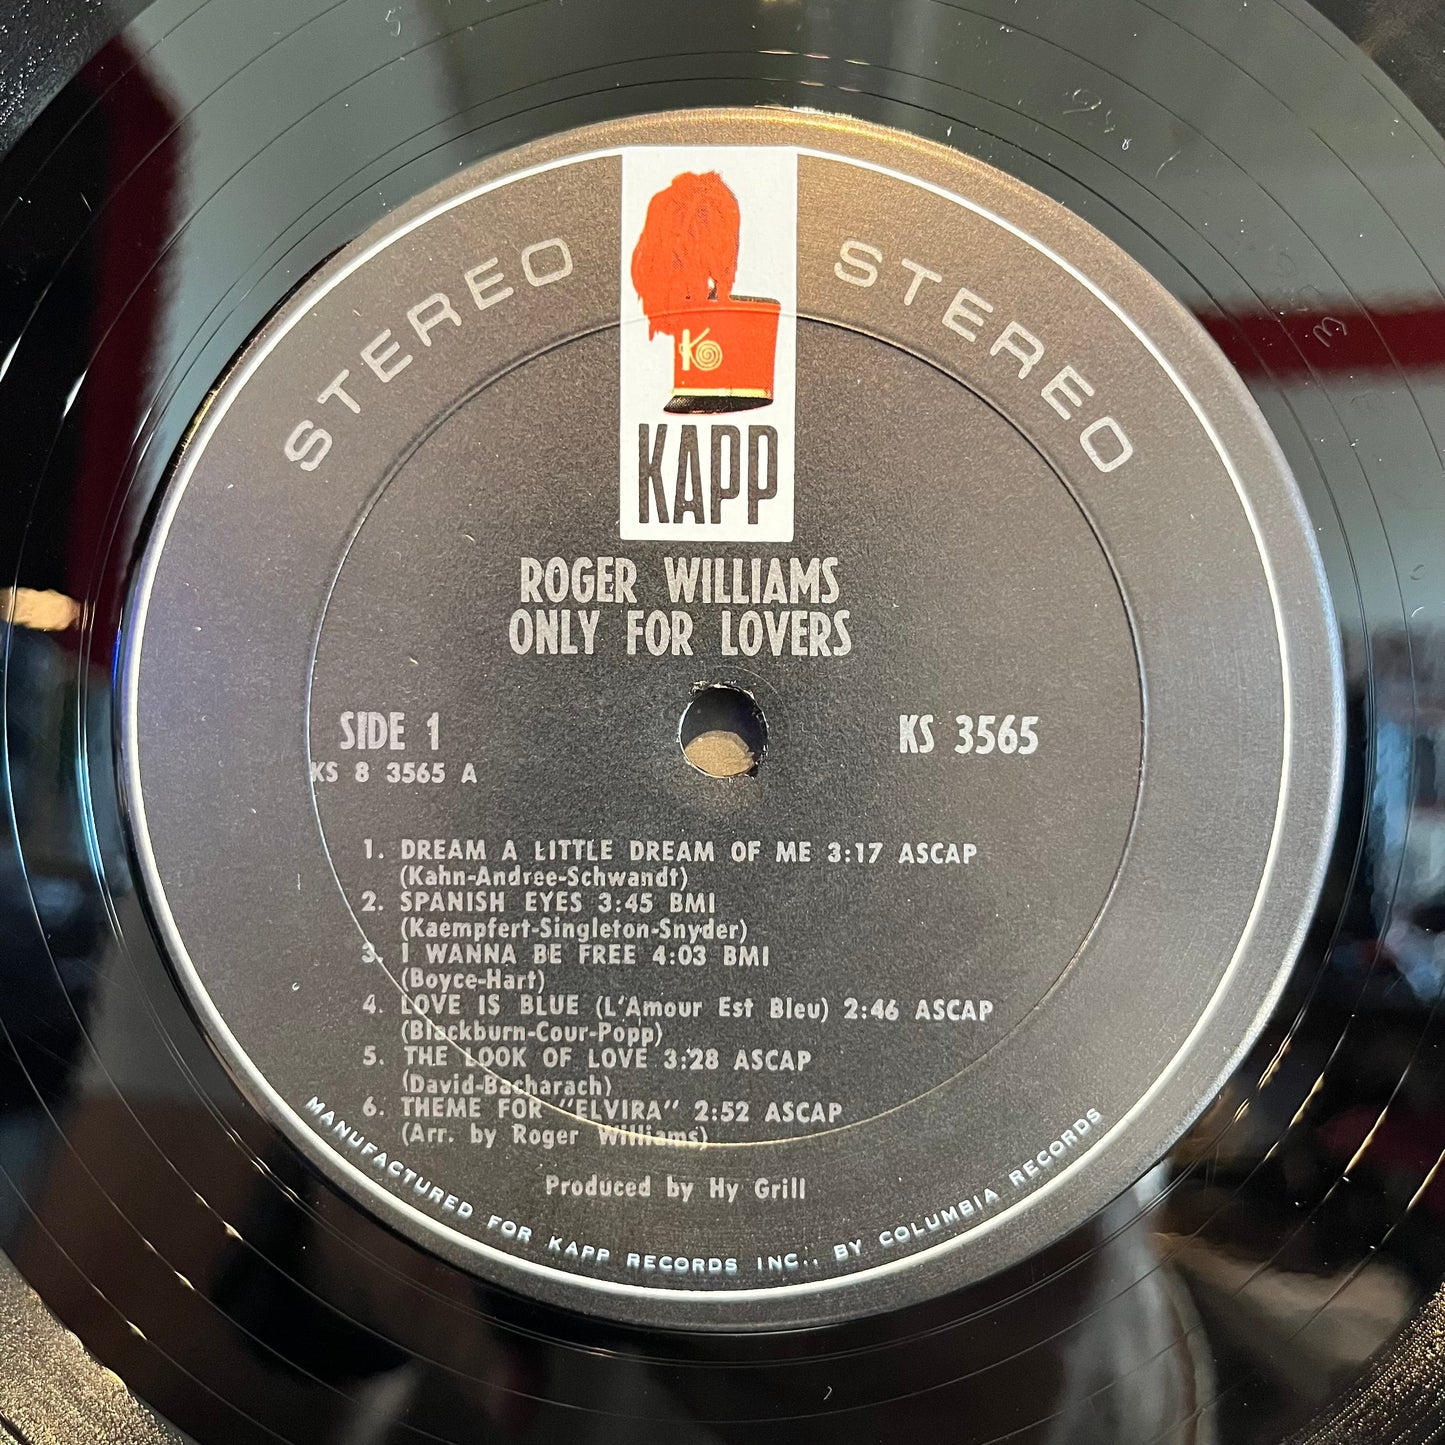 STEREO
STEREO
K
KAPP
ROGER WILLIAMS
ONLY FOR LOVERS
SIDE 1
KS 3565
KS 8 3565 A
1. DREAM A LITTLE DREAM OF ME 3:17 ASCAP
(Kahn-Andree-Schwandt)
2. SPANISH EYES 3:45 BMI
(Kaempfert-Singleton-Snyder)
3. I WANNA BE FREE 4:03 BMI
(Boyce-Hart)
4. LOVE IS BLUE (L'Amour Est Bleu) 2:46 ASCAP
(Blackburn-Cour-Popp)
5. THE LOOK OF LOVE 3:28 ASCAP
(David-Bacharach)
6. THEME FOR "ELVIRA" 2:52 ASCAP
(Arr. by Roger Williams)
Produced by Hy Grill
MANUFACTURED FOR KAPP RECORDS INC., BY COLUMBIA RECORDS